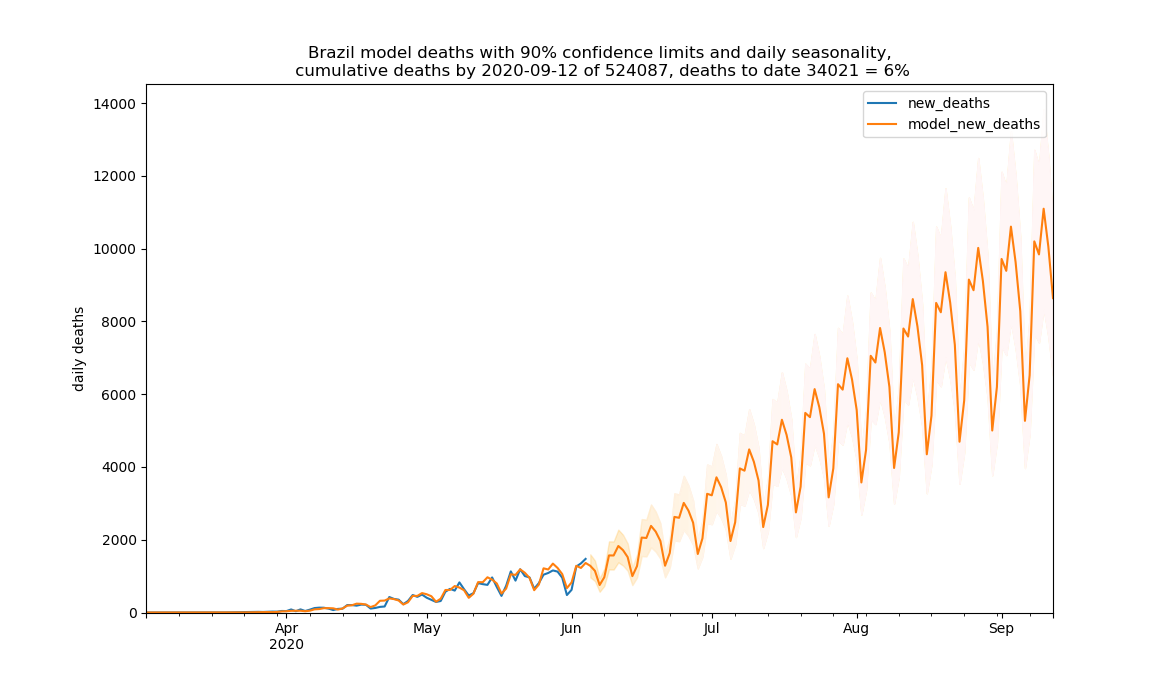 Brazil model deaths with 90% confidence limits and daily seasonality,
cumulative deaths by 2020-09-12 of 524087, deaths to date 34021 = 6%
new_deaths
model_new_deaths
14000
12000
10000
8000
6000
4000
2000
0
daily deaths
Apr
2020
May
Jun
Jul
Aug
Sep